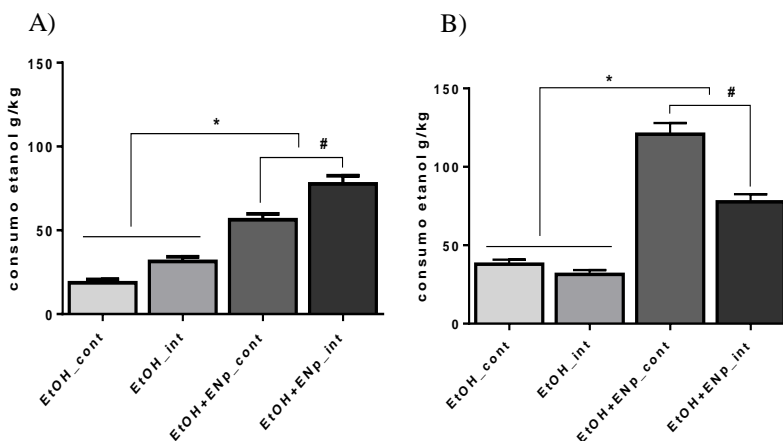 A)
consumo etanol g/kg
150
100
50
0
*
#
EtOH_cont
EtOH_int
EtOH+ENp_cont
EtOH+ENp_int
B)
consumo etanol g/kg
150
100
50
0
*
#
EtOH_cont
EtOH_int
EtOH+ENp_cont
EtOH+ENp_int